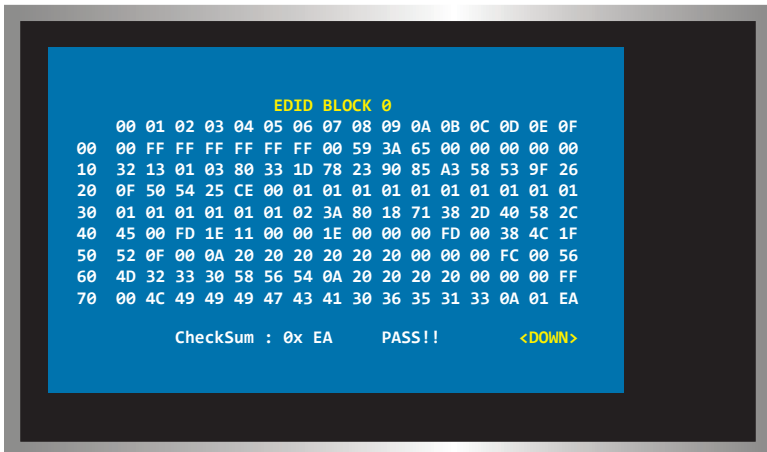 EDID BLOCK 0
00 01 02 03 04 05 06 07 08 09 0A 0B 0C 0D 0E 0F
00 00 FF FF FF FF FF FF 00 59 3A 65 00 00 00 00 00
10 32 13 01 03 80 33 1D 78 23 90 85 A3 58 53 9F 26
20 0F 50 54 25 CE 00 01 01 01 01 01 01 01 01 01 01
30 01 01 01 01 01 01 02 3A 80 18 71 38 2D 40 58 2C
40 45 00 FD 1E 11 00 00 1E 00 00 00 FD 00 38 4C 1F
50 52 0F 00 0A 20 20 20 20 20 20 00 00 00 FC 00 56
60 4D 32 33 30 58 56 54 0A 20 20 20 20 00 00 00 FF
70 00 4C 49 49 49 47 43 41 30 36 35 31 33 0A 01 EA
CheckSum : 0x EA PASS!! <DOWN>